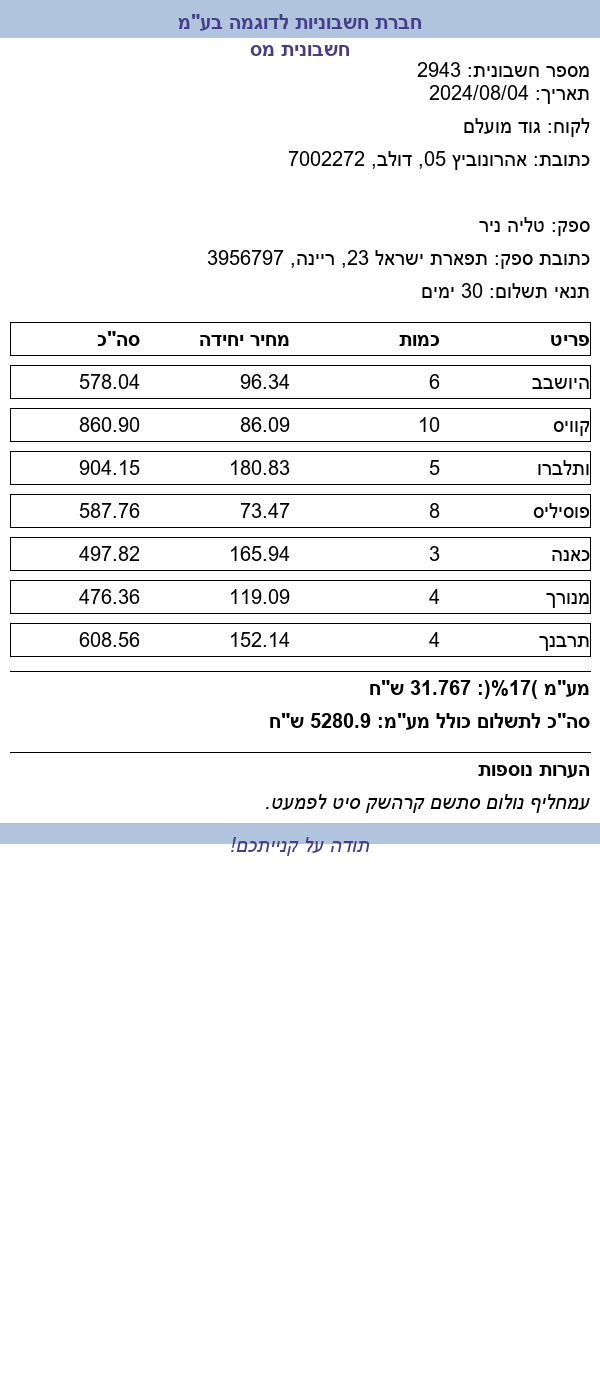 חברת חשבוניות לדוגמה בע"מ
חשבונית מס
מספר חשבונית: 2943
תאריך: 2024/08/04
לקוח: גוד מועלם
כתובת: אהרונוביץ 05, דולב, 7002272
ספק: טליה ניר
כתובת ספק: תפארת ישראל 23, ריינה, 3956797
תנאי תשלום: 30 ימים
פריט כמות מחיר יחידה סה"כ
היושבב 6 96.34 578.04
קוויס 10 86.09 860.90
ותלברו 5 180.83 904.15
פוסיליס 8 73.47 587.76
כאנה 3 165.94 497.82
מנורך 4 119.09 476.36
תרבנך 4 152.14 608.56
מע"מ )17%(: 31.767 ש"ח
סה"כ לתשלום כולל מע"מ: 5280.9 ש"ח
הערות נוספות
עמחליף נולום סתשם קרהשק סיט לפמעט.
תודה על קנייתכם!